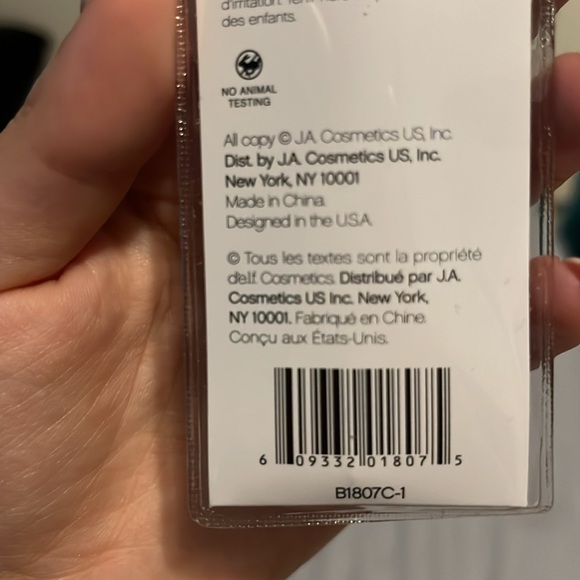 des enfants.
NO ANIMAL
TESTING
All copy © J.A. Cosmetics US, Inc.
Dist. by J.A. Cosmetics US, Inc.
New York, NY 10001
Made in China.
Designed in the U.S.A.
© Tous les textes sont la propriété
d'e.l.f. Cosmetics. Distribué par J.A.
Cosmetics US Inc. New York,
NY 10001. Fabriqué en Chine.
Conçu aux États-Unis.
6 09332 01807 5
B1807C-1